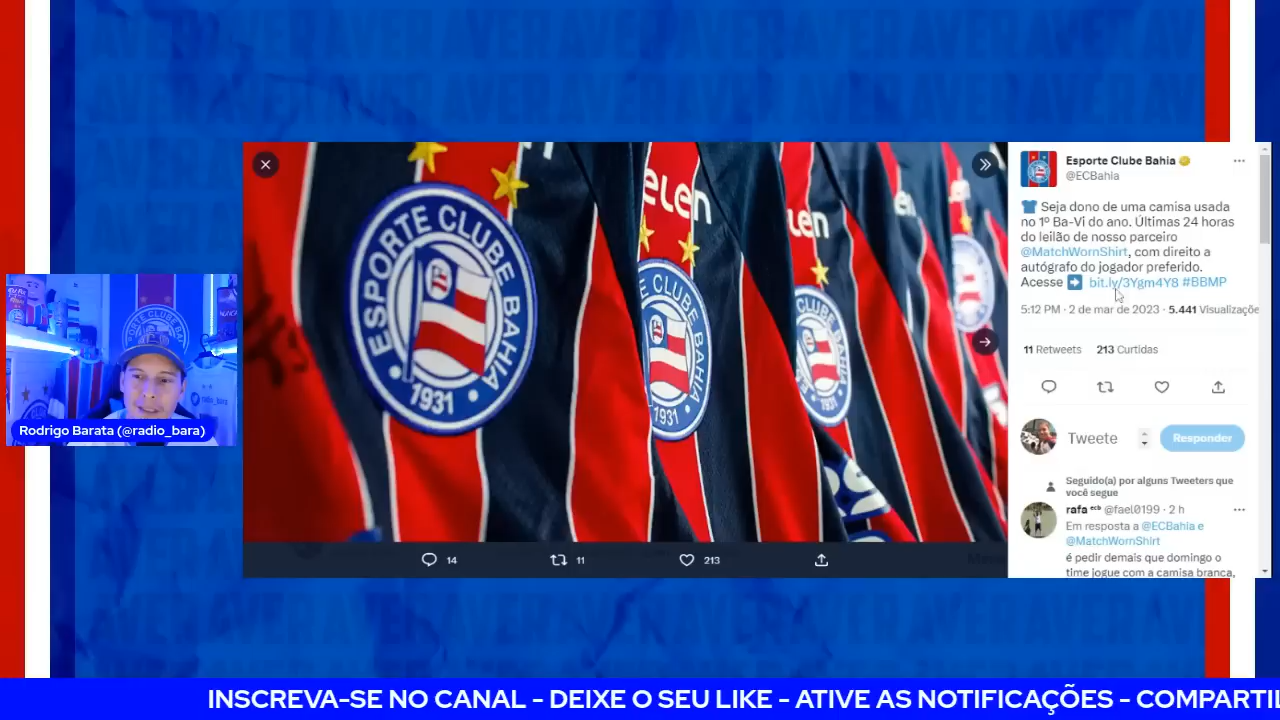 Esporte Clube Bahia
@ECBahia
Seja dono de uma camisa usada
no 1º Ba-Vi do ano. Últimas 24 horas
do leilão de nosso parceiro
@MatchWornShirt, com direito a
autógrafo do jogador preferido.
Acesse ➡ bit.ly/3Ygm4Y8 #BBMP
5:12 PM · 2 de mar de 2023 · 5.441 Visualizaçõe
11 Retweets 213 Curtidas
Tweete
Responder
Seguido(a) por alguns Tweeters que
você segue
rafa ᵉᶜᵇ @fael0199 · 2 h
Em resposta a @ECBahia e
@MatchWornShirt
é pedir demais que domingo o
time jogue com a camisa branca,
ESPORTE CLUBE BAHIA
1931
elen
1931
elen
14 11 213
Rodrigo Barata (@radio_bara)
INSCREVA-SE NO CANAL - DEIXE O SEU LIKE - ATIVE AS NOTIFICAÇÕES - COMPARTIL